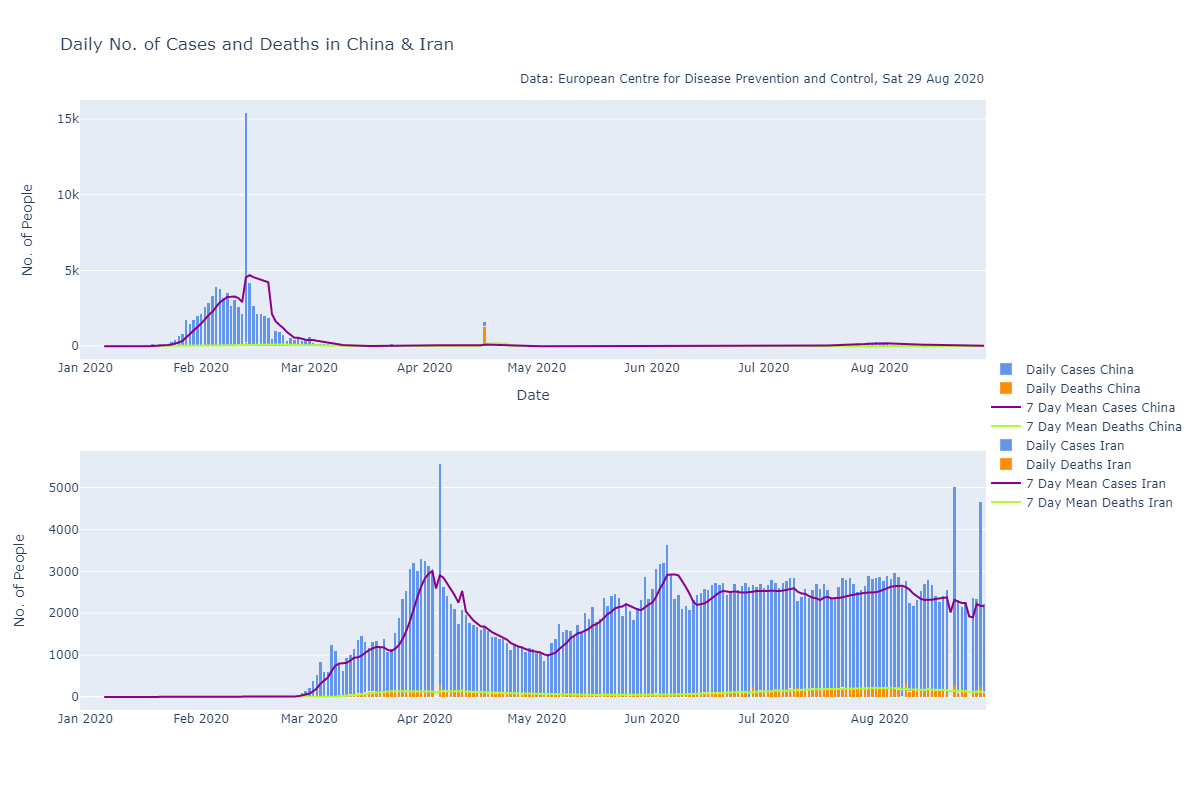 Daily No. of Cases and Deaths in China & Iran
Data: European Centre for Disease Prevention and Control, Sat 29 Aug 2020
15k
10k
5k
0
No. of People
Jan 2020 Feb 2020 Mar 2020 Apr 2020 May 2020 Jun 2020 Jul 2020 Aug 2020
Date
Daily Cases China
Daily Deaths China
7 Day Mean Cases China
7 Day Mean Deaths China
Daily Cases Iran
Daily Deaths Iran
7 Day Mean Cases Iran
7 Day Mean Deaths Iran
5000
4000
3000
2000
1000
0
No. of People
Jan 2020 Feb 2020 Mar 2020 Apr 2020 May 2020 Jun 2020 Jul 2020 Aug 2020